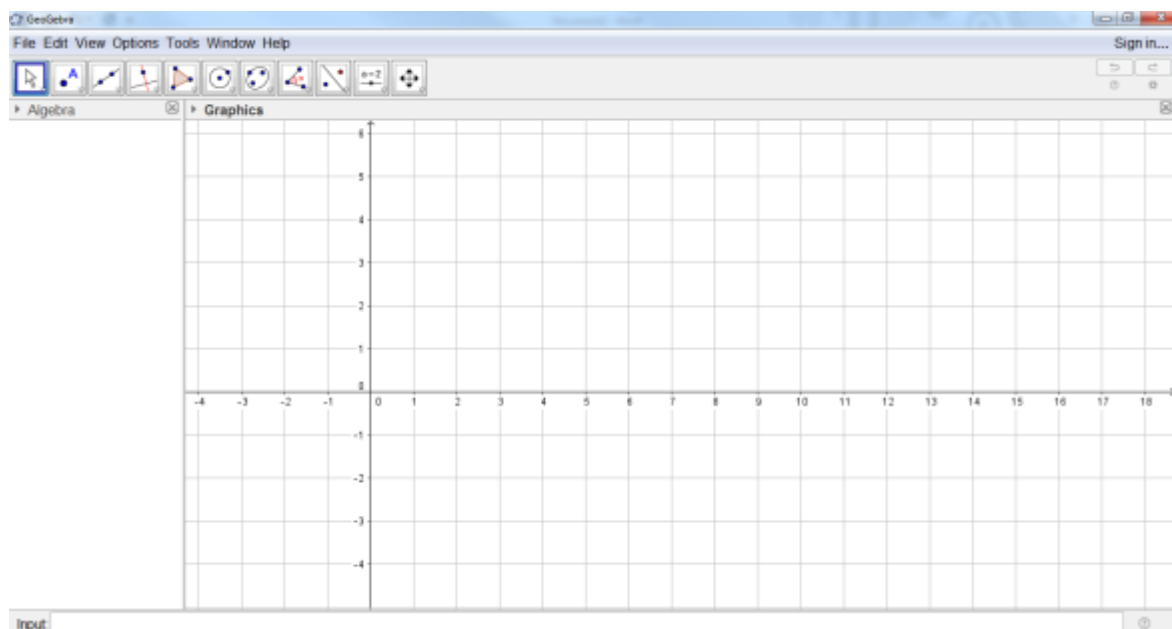 GeoGebra
File Edit View Options Tools Window Help
Sign in...
A
a=2
Algebra
Graphics
6
5
4
3
2
1
0
-4 -3 -2 -1 0 1 2 3 4 5 6 7 8 9 10 11 12 13 14 15 16 17 18
-1
-2
-3
-4
Input: